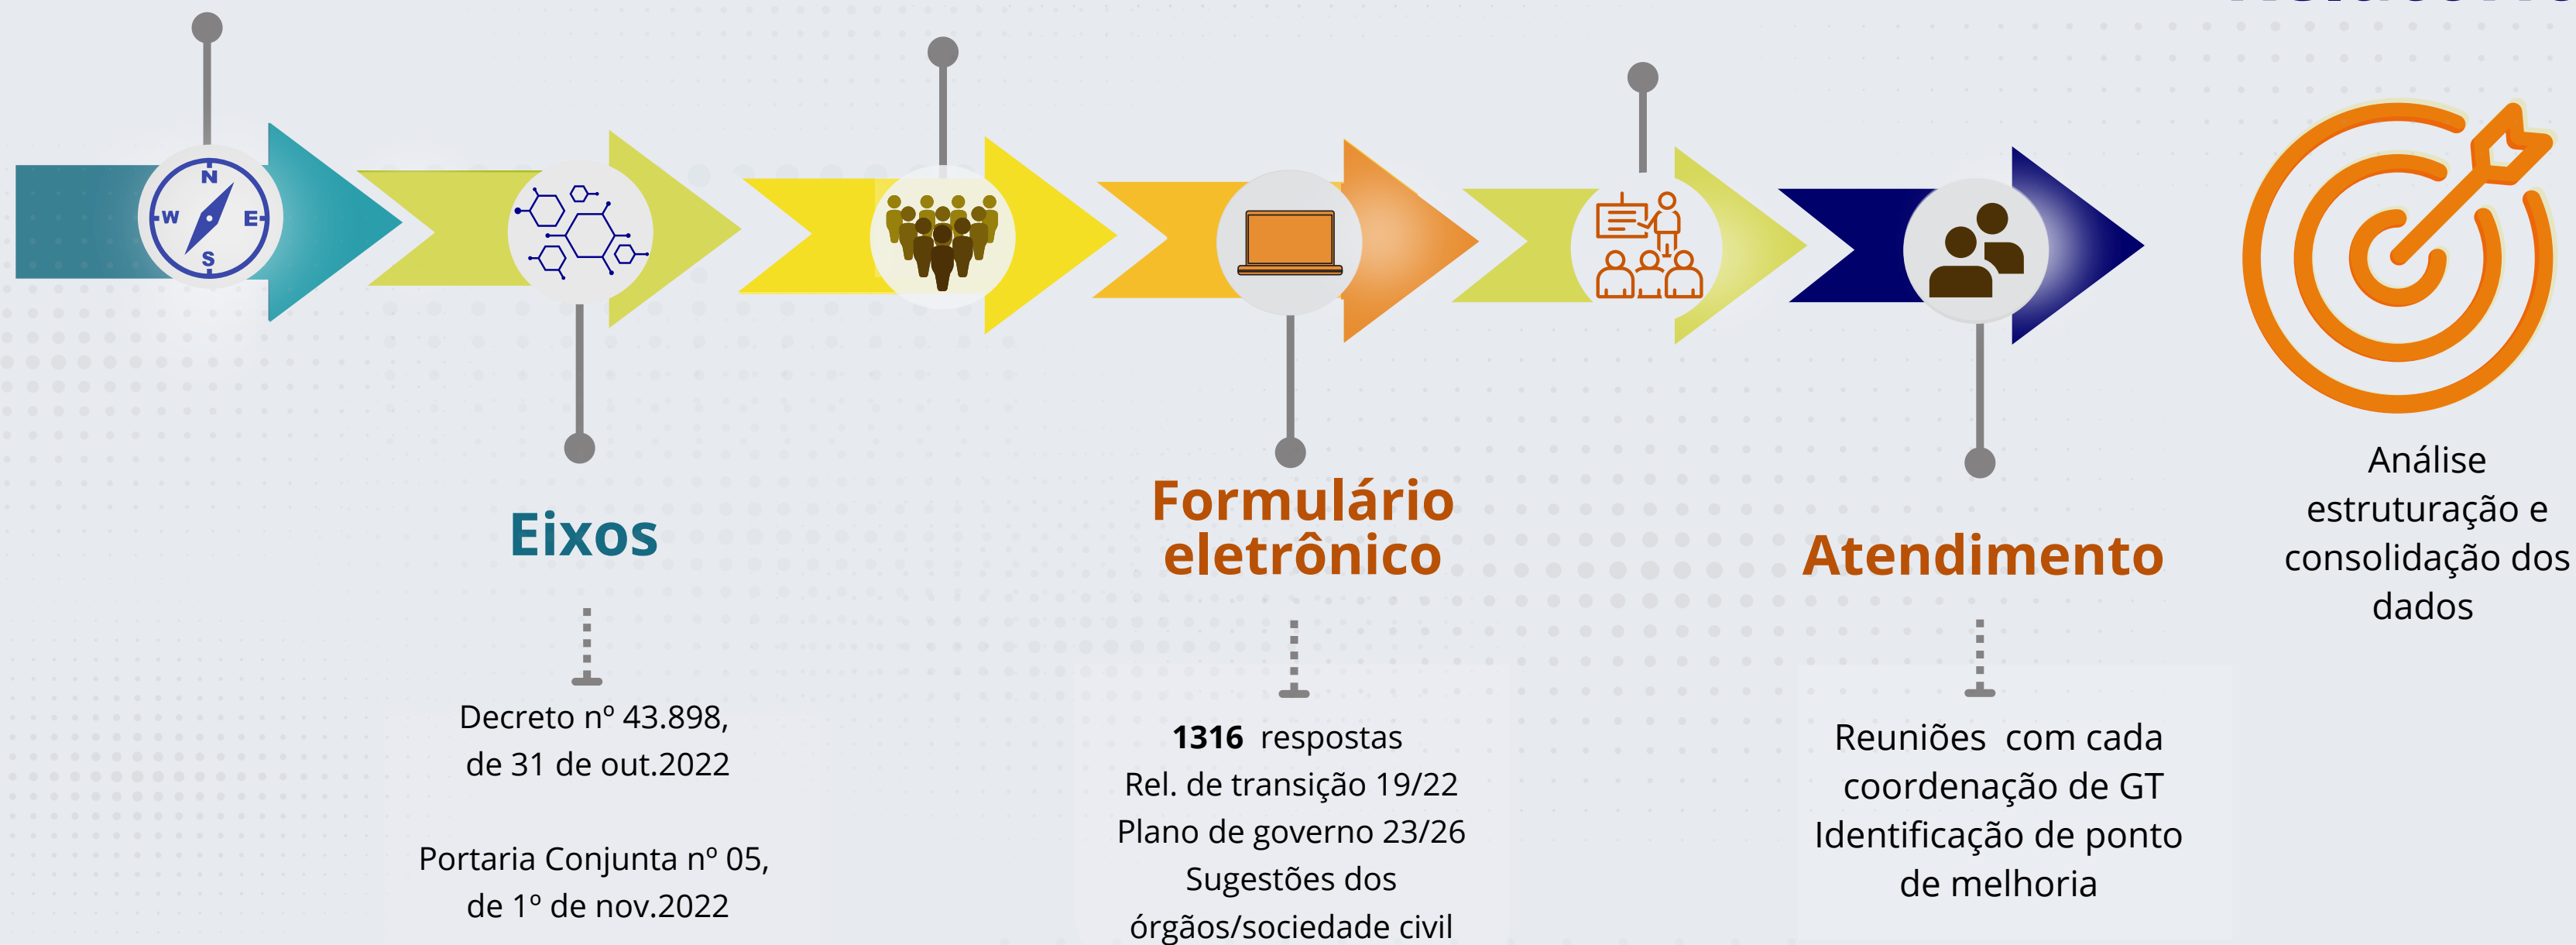 N
W E
S
Eixos
Decreto nº 43.898,
de 31 de out.2022
Portaria Conjunta nº 05,
de 1º de nov.2022
Formulário
eletrônico
1316 respostas
Rel. de transição 19/22
Plano de governo 23/26
Sugestões dos
órgãos/sociedade civil
Atendimento
Reuniões com cada
coordenação de GT
Identificação de ponto
de melhoria
Análise
estruturação e
consolidação dos
dados